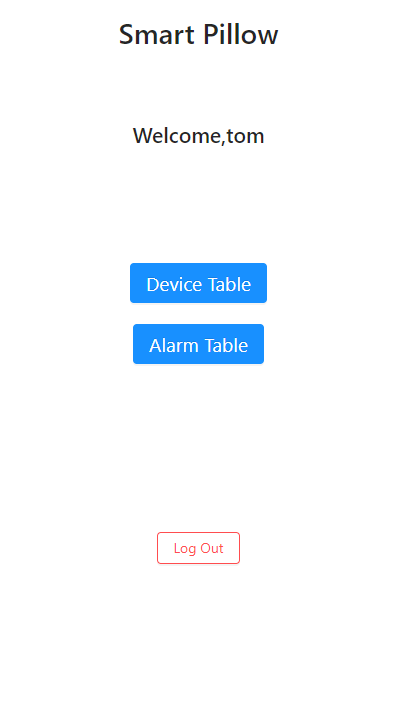 Smart Pillow
Welcome,tom
Device Table
Alarm Table
Log Out